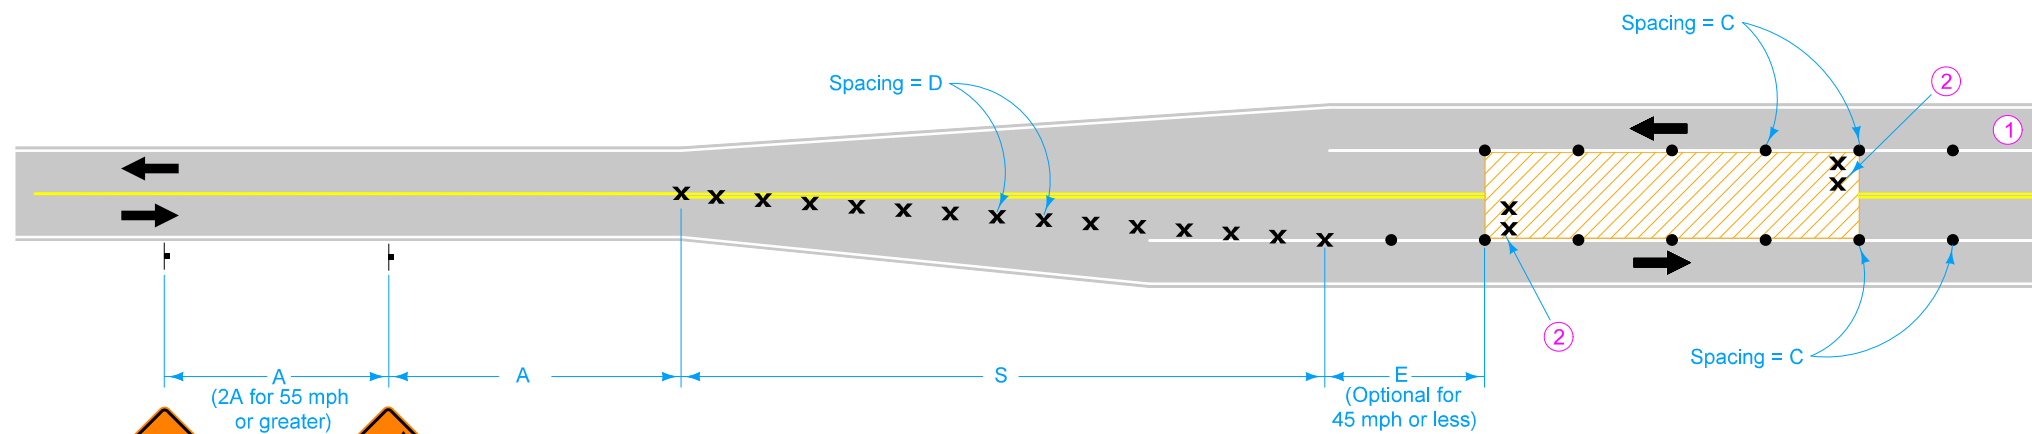 Spacing = C
2
Spacing = D
1
2
Spacing = C
A
(2A for 55 mph
or greater)
A
S
E
(Optional for
45 mph or less)